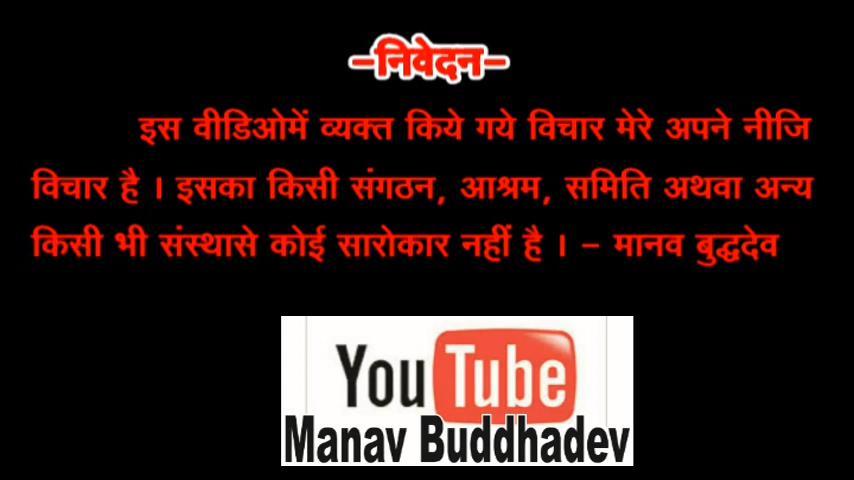 -निवेदन-
इस वीडिओमें व्यक्त किये गये विचार मेरे अपने नीजि
विचार है । इसका किसी संगठन, आश्रम, समिति अथवा अन्य
किसी भी संस्थासे कोई सारोकार नहीं है । - मानव बुद्धदेव
YouTube
Manav Buddhadev